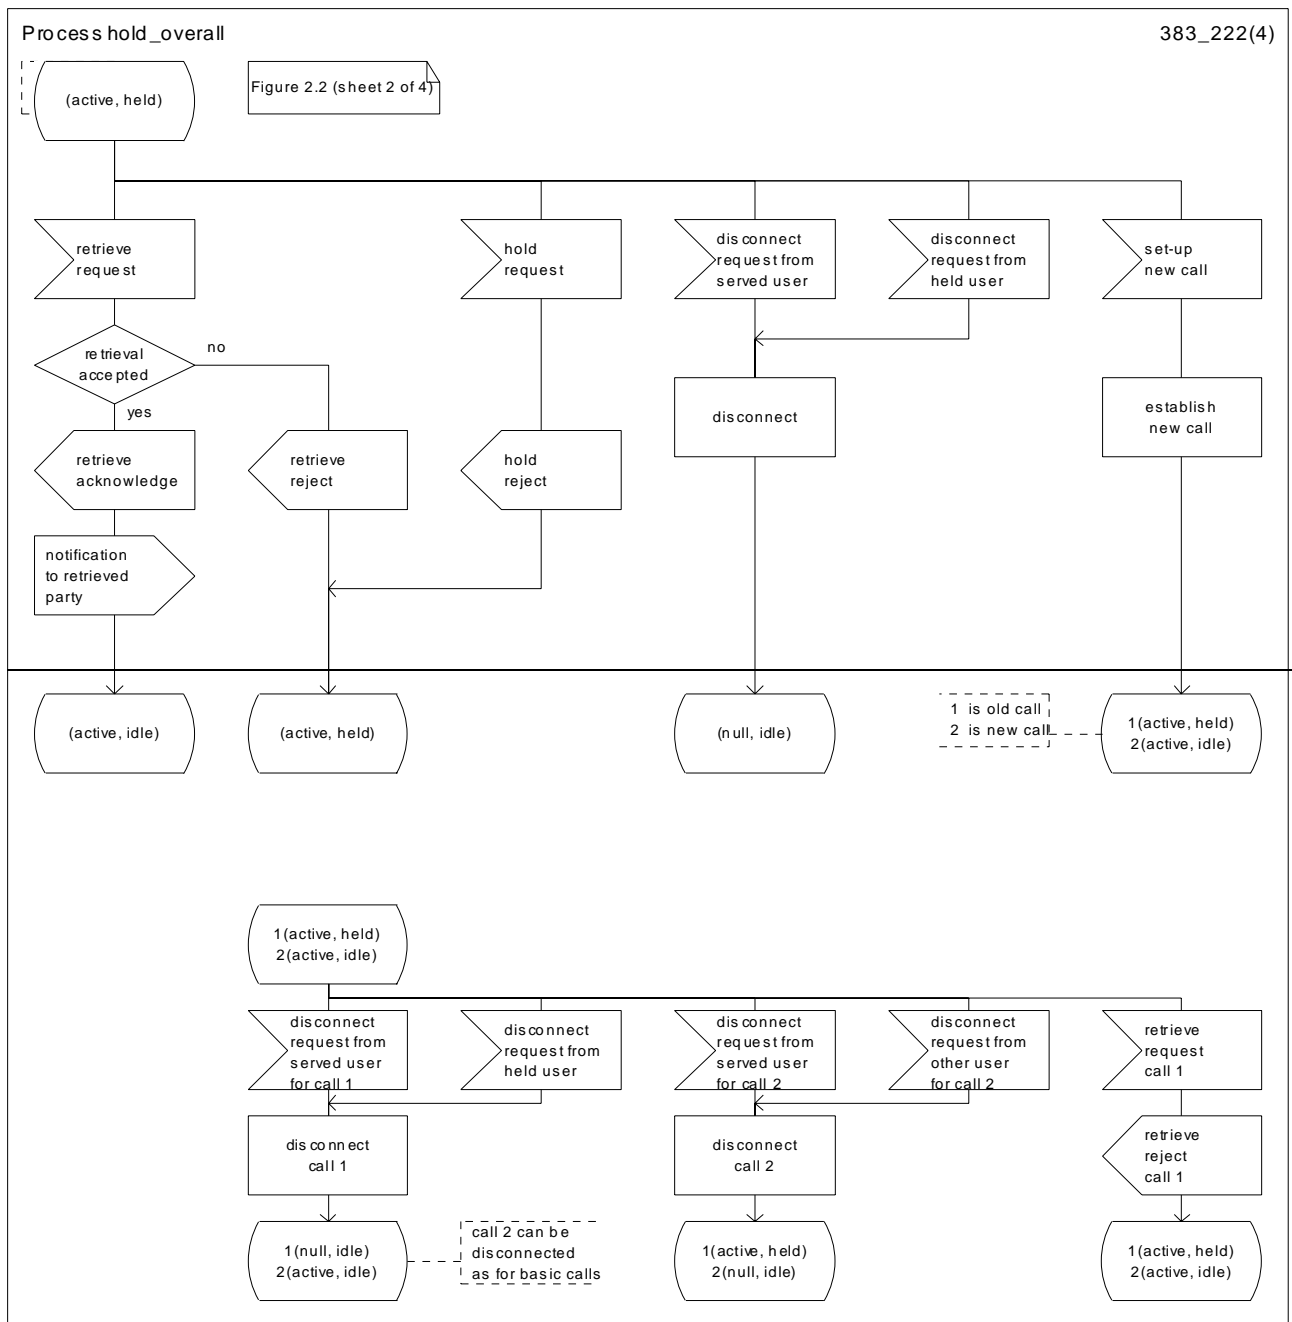 Process hold_overall
383_222(4)
(active, held)
Figure 2.2 (sheet 2 of 4)
retrieve
request
hold
request
disconnect
request from
served user
disconnect
request from
held user
set-up
new call
retrieval
accepted
no
yes
disconnect
establish
new call
retrieve
acknowledge
retrieve
reject
hold
reject
notification
to retrieved
party
(active, idle)
(active, held)
(null, idle)
1 is old call
2 is new call
1(active, held)
2(active, idle)
1(active, held)
2(active, idle)
disconnect
request from
served user
for call 1
disconnect
request from
held user
disconnect
request from
served user
for call 2
disconnect
request from
other user
for call 2
retrieve
request
call 1
disconnect
call 1
disconnect
call 2
retrieve
reject
call 1
1(null, idle)
2(active, idle)
call 2 can be
disconnected
as for basic calls
1(active, held)
2(null, idle)
1(active, held)
2(active, idle)